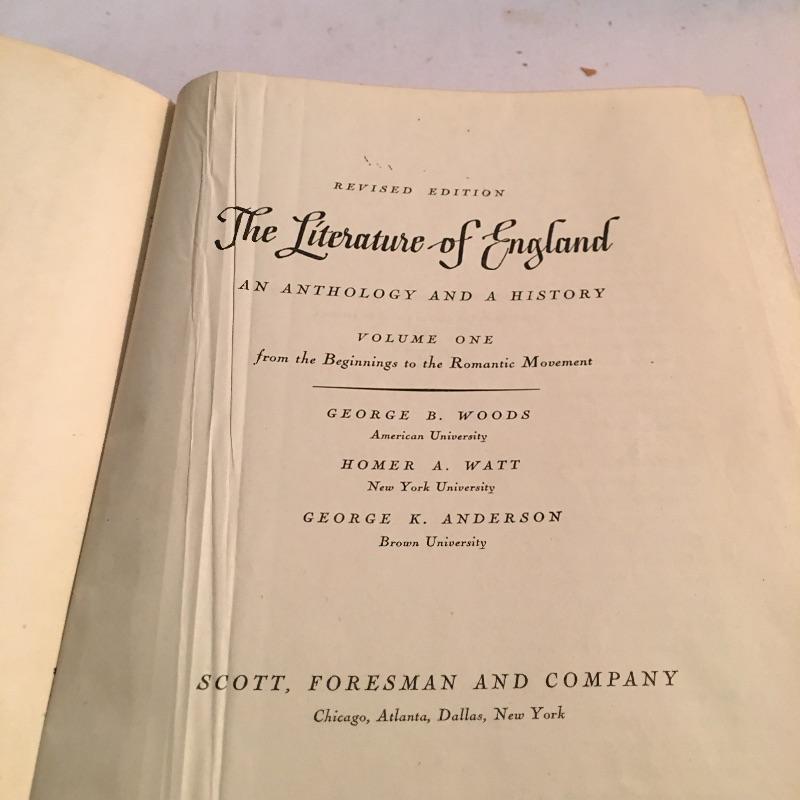 REVISED EDITION
The Literature of England
AN ANTHOLOGY AND A HISTORY
VOLUME ONE
from the Beginnings to the Romantic Movement
GEORGE B. WOODS
American University
HOMER A. WATT
New York University
GEORGE K. ANDERSON
Brown University
SCOTT, FORESMAN AND COMPANY
Chicago, Atlanta, Dallas, New York